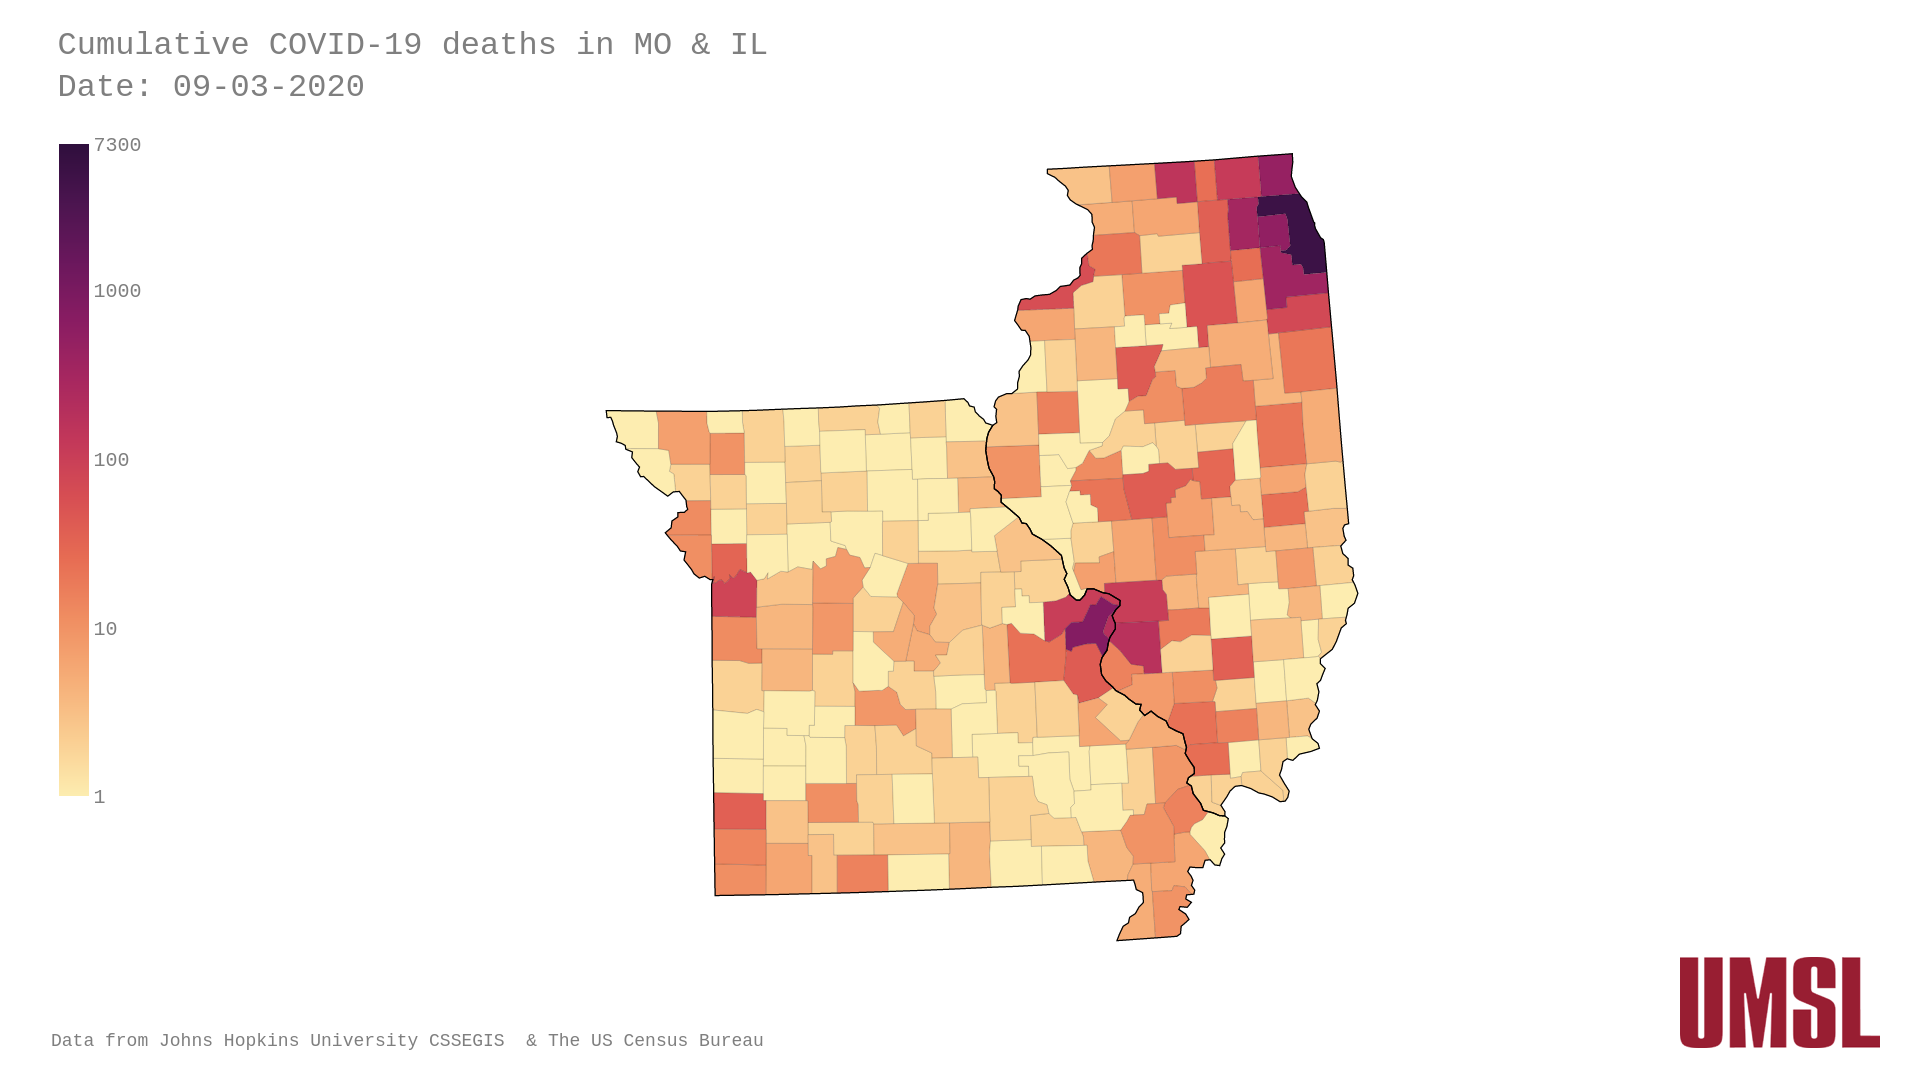 Cumulative COVID-19 deaths in MO & IL
Date: 09-03-2020
7300
1000
100
10
1
Data from Johns Hopkins University CSSEGIS  & The US Census Bureau
UMSL